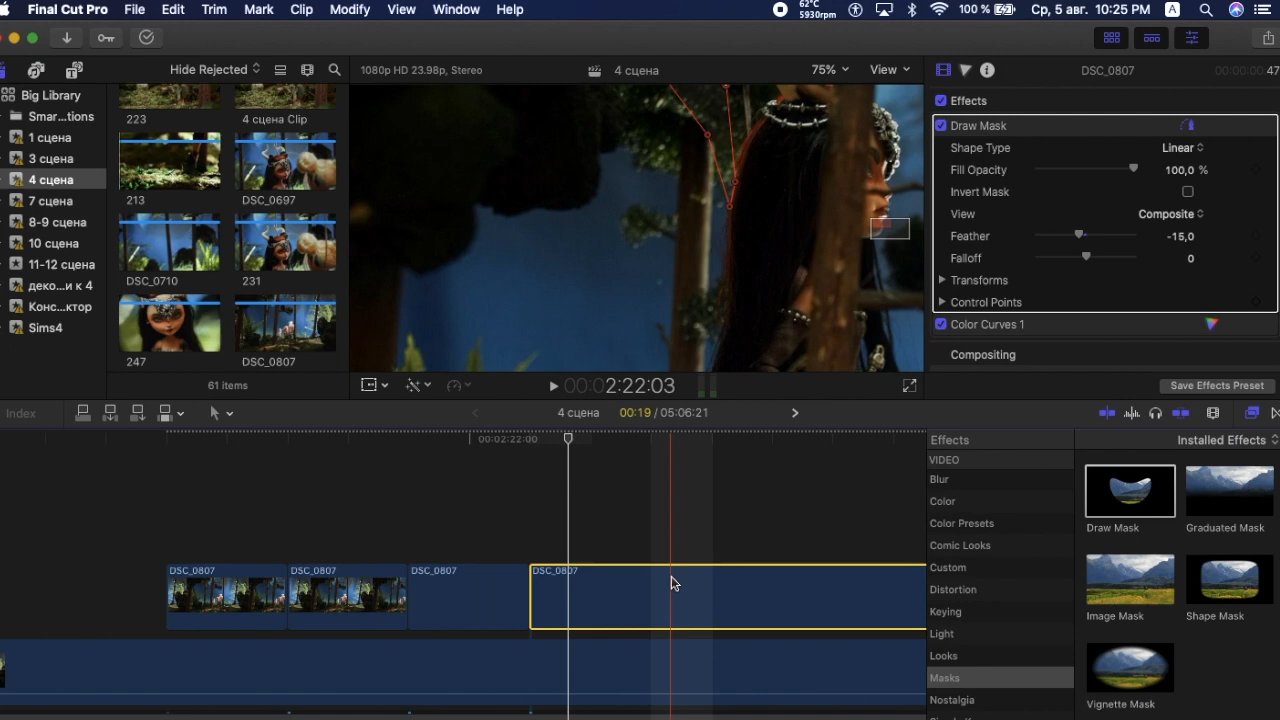 Final Cut Pro File Edit Trim Mark Clip Modify View Window Help
62°C
5930rpm
100 %
Ср, 5 авг. 10:25 PM
A
Hide Rejected
1080p HD 23.98p, Stereo
4 сцена
75%
View
DSC_0807
00:00:00:47
Big Library
Smar...tions
1 сцена
3 сцена
4 сцена
7 сцена
8-9 сцена
10 сцена
11-12 сцена
деко...и к 4
Конс...ктор
Sims4
223
4 сцена Clip
213
DSC_0697
DSC_0710
231
247
DSC_0807
61 items
00:02:22:03
Effects
Draw Mask
Shape Type
Linear
Fill Opacity
100,0 %
Invert Mask
View
Composite
Feather
-15,0
Falloff
0
Transforms
Control Points
Color Curves 1
Compositing
Save Effects Preset
Index
4 сцена
00:19 / 05:06:21
00:02:22:00
DSC_0807
DSC_0807
DSC_0807
DSC_0807
Effects
Installed Effects
VIDEO
Blur
Color
Color Presets
Comic Looks
Custom
Distortion
Keying
Light
Looks
Masks
Nostalgia
Draw Mask
Graduated Mask
Image Mask
Shape Mask
Vignette Mask